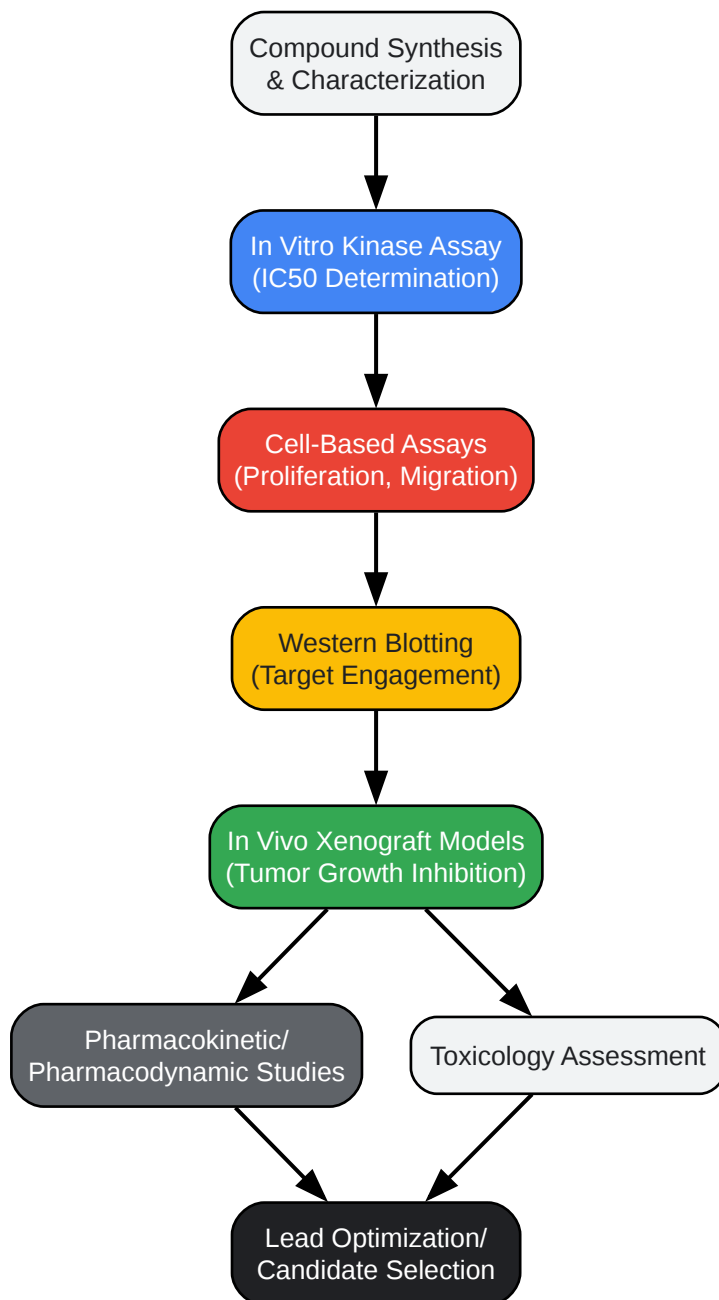 Compound Synthesis
& Characterization
In Vitro Kinase Assay
(IC50 Determination)
Cell-Based Assays
(Proliferation, Migration)
Western Blotting
(Target Engagement)
In Vivo Xenograft Models
(Tumor Growth Inhibition)
Pharmacokinetic/
Pharmacodynamic Studies
Toxicology Assessment
Lead Optimization/
Candidate Selection